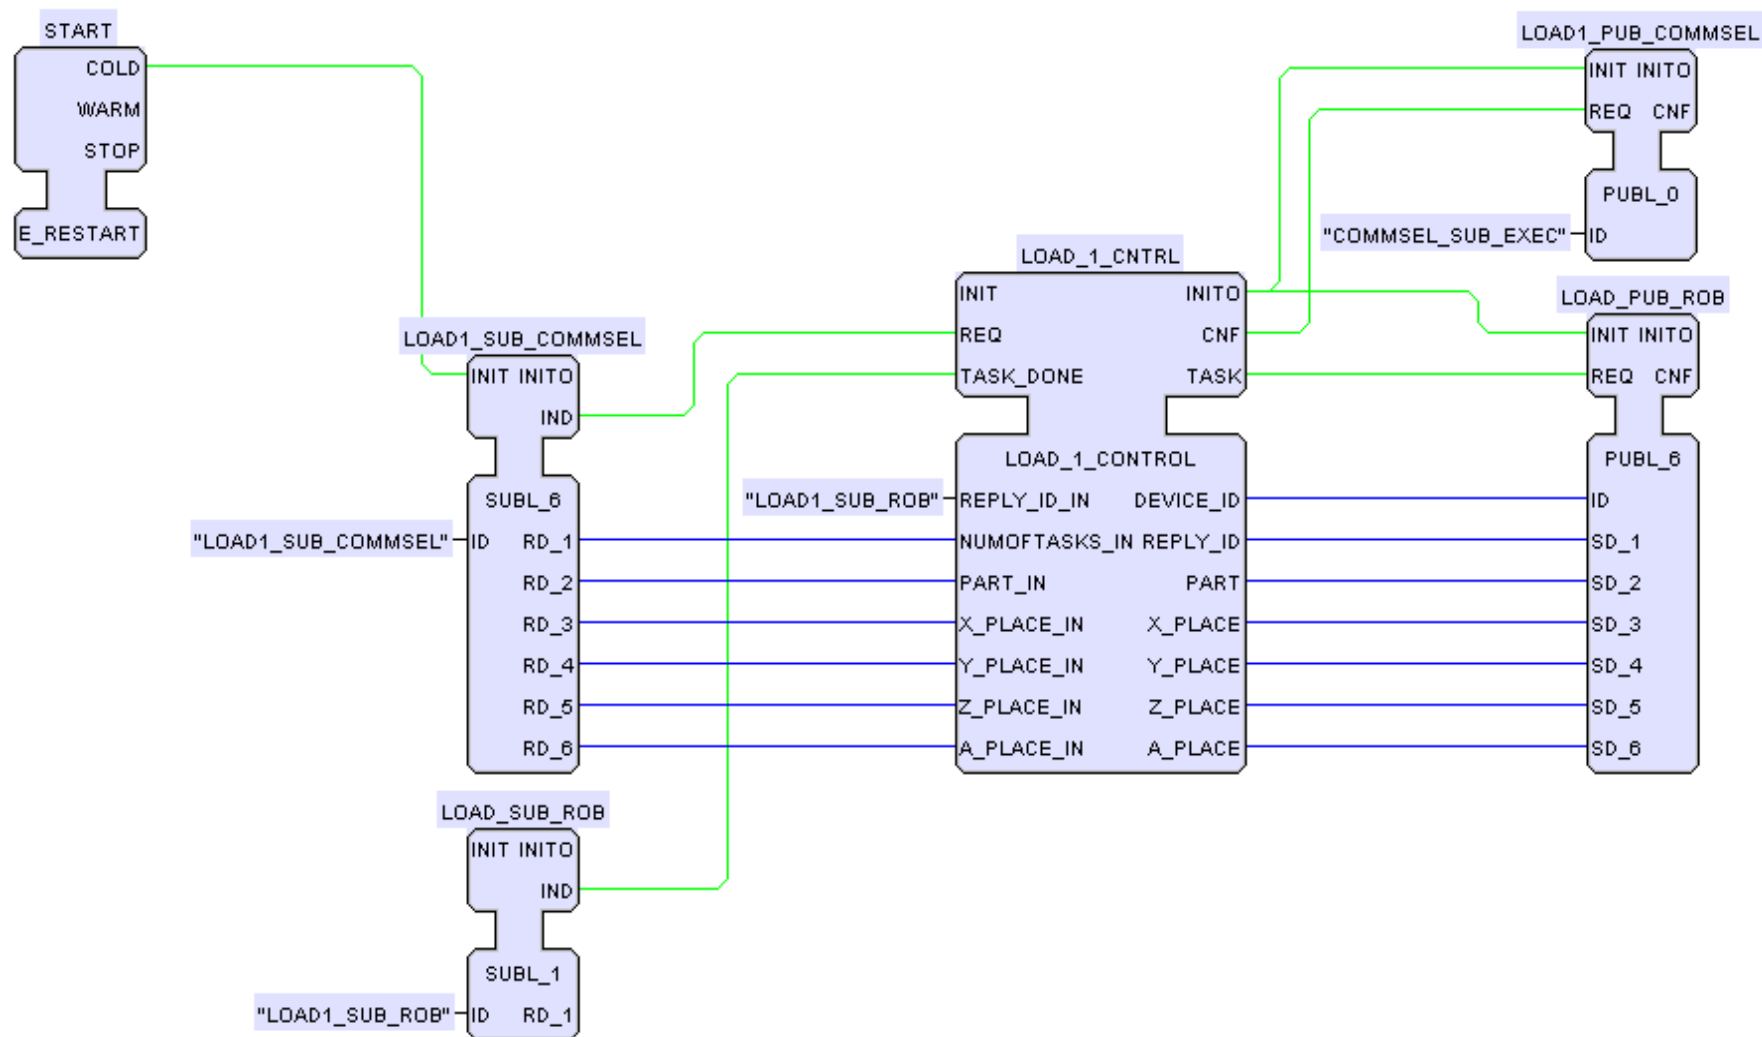 START
COLD
WARM
STOP
E_RESTART
LOAD1_SUB_COMMSEL
INIT INITO
IND
SUBL_6
"LOAD1_SUB_COMMSEL" ID RD_1
RD_2
RD_3
RD_4
RD_5
RD_6
LOAD_SUB_ROB
INIT INITO
IND
SUBL_1
"LOAD1_SUB_ROB" ID RD_1
LOAD_1_CNTRL
INIT INITO
REQ CNF
TASK_DONE TASK
LOAD_1_CONTROL
"LOAD1_SUB_ROB" REPLY_ID_IN DEVICE_ID
NUMOFTASKS_IN REPLY_ID
PART_IN PART
X_PLACE_IN X_PLACE
Y_PLACE_IN Y_PLACE
Z_PLACE_IN Z_PLACE
A_PLACE_IN A_PLACE
LOAD1_PUB_COMMSEL
INIT INITO
REQ CNF
PUBL_0
"COMMSEL_SUB_EXEC" ID
LOAD_PUB_ROB
INIT INITO
REQ CNF
PUBL_6
ID
SD_1
SD_2
SD_3
SD_4
SD_5
SD_6